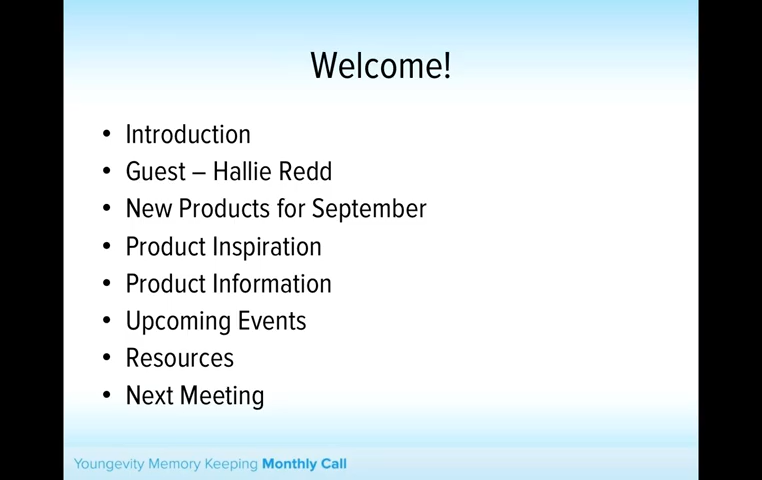 Welcome!
• Introduction
• Guest – Hallie Redd
• New Products for September
• Product Inspiration
• Product Information
• Upcoming Events
• Resources
• Next Meeting
Youngevity Memory Keeping Monthly Call